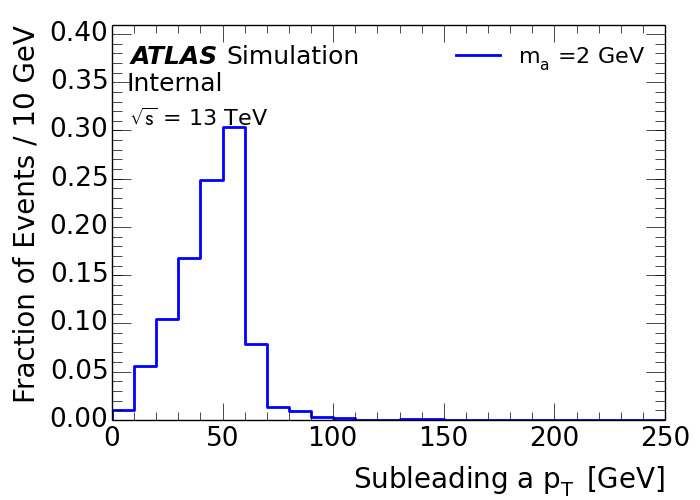 ATLAS Simulation
Internal
√s = 13 TeV
mₐ =2 GeV
Fraction of Events / 10 GeV
0.40
0.35
0.30
0.25
0.20
0.15
0.10
0.05
0.00
0 50 100 150 200 250
Subleading a p_T [GeV]